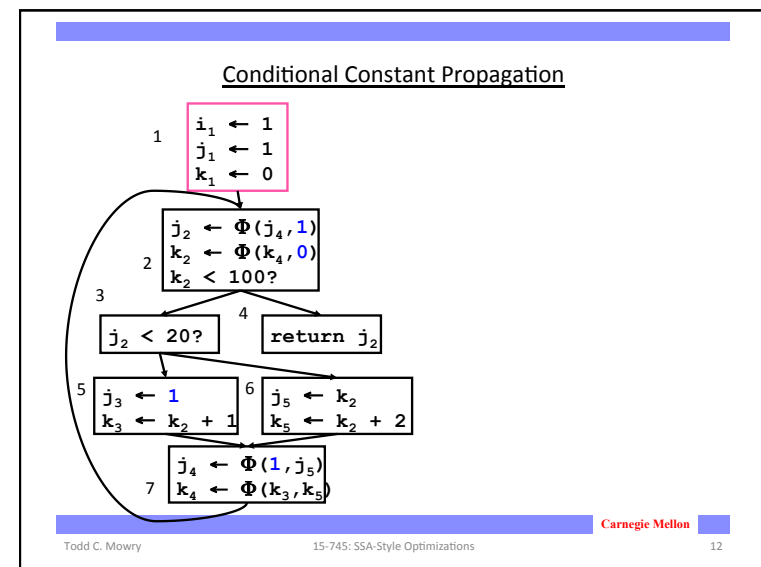 Conditional Constant Propagation
1
i₁ ← 1
j₁ ← 1
k₁ ← 0
2
j₂ ← Φ(j₄,1)
k₂ ← Φ(k₄,0)
k₂ < 100?
3
j₂ < 20?
4
return j₂
5
j₃ ← 1
k₃ ← k₂ + 1
6
j₅ ← k₂
k₅ ← k₂ + 2
7
j₄ ← Φ(1,j₅)
k₄ ← Φ(k₃,k₅)
Carnegie Mellon
Todd C. Mowry 15-745: SSA-Style Optimizations 12